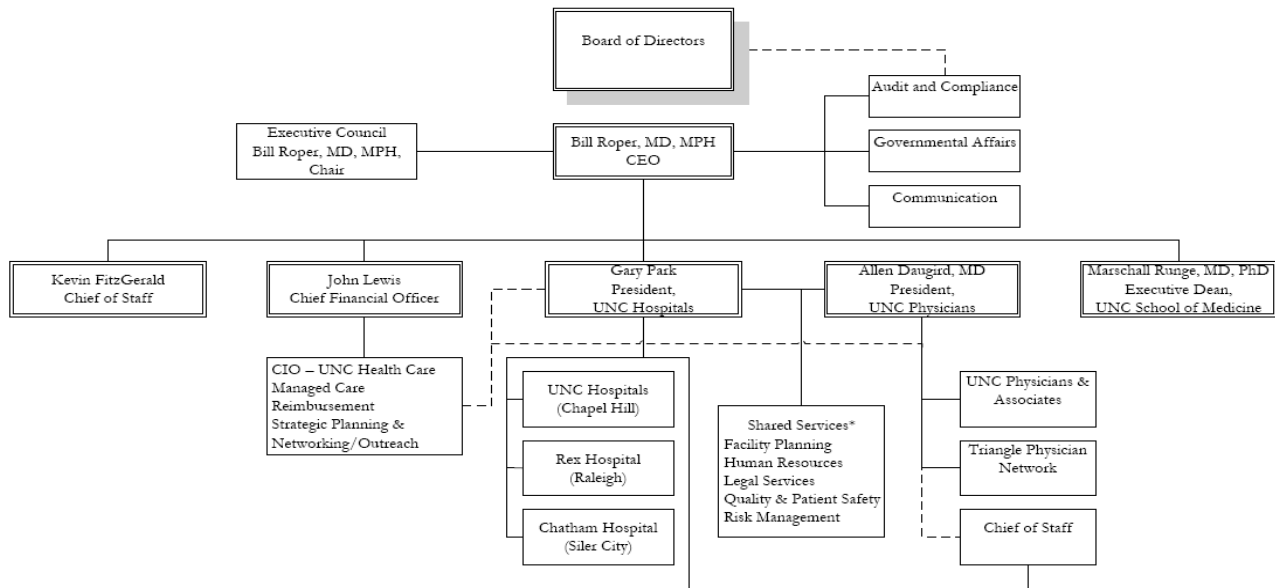 Board of Directors
Audit and Compliance
Executive Council
Bill Roper, MD, MPH,
Chair
Bill Roper, MD, MPH
CEO
Governmental Affairs
Communication
Kevin FitzGerald
Chief of Staff
John Lewis
Chief Financial Officer
Gary Park
President,
UNC Hospitals
Allen Daugird, MD
President,
UNC Physicians
Marschall Runge, MD, PhD
Executive Dean,
UNC School of Medicine
CIO – UNC Health Care
Managed Care
Reimbursement
Strategic Planning &
Networking/Outreach
UNC Hospitals
(Chapel Hill)
Rex Hospital
(Raleigh)
Chatham Hospital
(Siler City)
Shared Services*
Facility Planning
Human Resources
Legal Services
Quality & Patient Safety
Risk Management
UNC Physicians &
Associates
Triangle Physician
Network
Chief of Staff